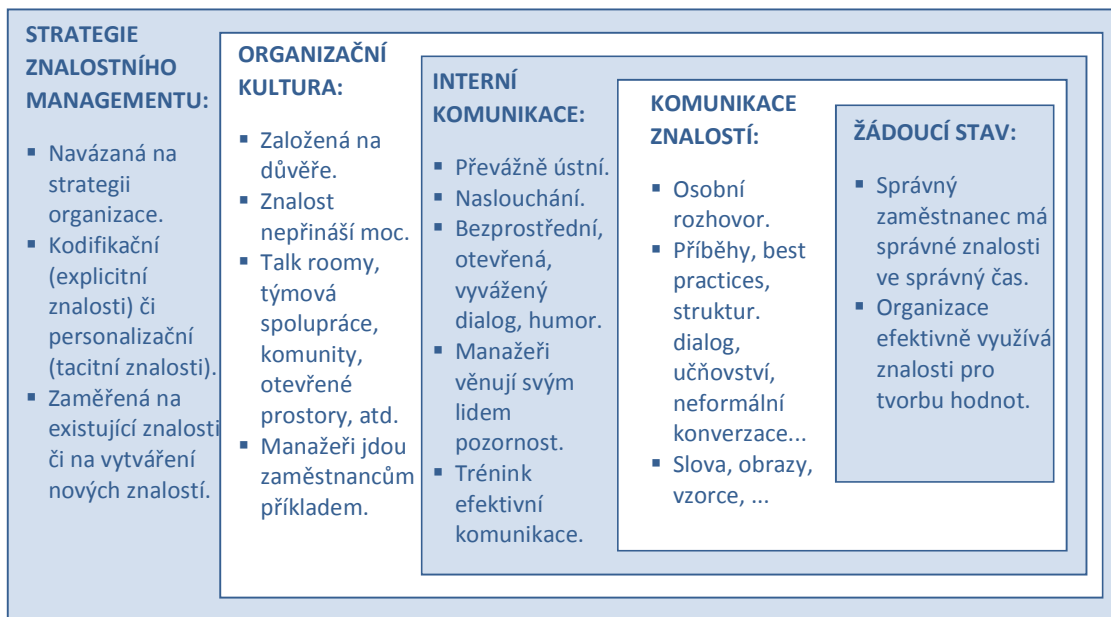 STRATEGIE
ZNALOSTNÍHO
MANAGEMENTU:
▪ Navázaná na
strategii
organizace.
▪ Kodifikační
(explicitní
znalosti) či
personalizační
(tacitní znalosti).
▪ Zaměřená na
existující znalosti
či na vytváření
nových znalostí.
ORGANIZAČNÍ
KULTURA:
▪ Založená na
důvěře.
▪ Znalost
nepřináší moc.
▪ Talk roomy,
týmová
spolupráce,
komunity,
otevřené
prostory, atd.
▪ Manažeři jdou
zaměstnancům
příkladem.
INTERNÍ
KOMUNIKACE:
▪ Převážně ústní.
▪ Naslouchání.
▪ Bezprostřední,
otevřená,
vyvážený
dialog, humor.
▪ Manažeři
věnují svým
lidem
pozornost.
▪ Trénink
efektivní
komunikace.
KOMUNIKACE
ZNALOSTÍ:
▪ Osobní
rozhovor.
▪ Příběhy, best
practices,
struktur.
dialog,
učňovství,
neformální
konverzace...
▪ Slova, obrazy,
vzorce, ...
ŽÁDOUCÍ STAV:
▪ Správný
zaměstnanec má
správné znalosti
ve správný čas.
▪ Organizace
efektivně využívá
znalosti pro
tvorbu hodnot.